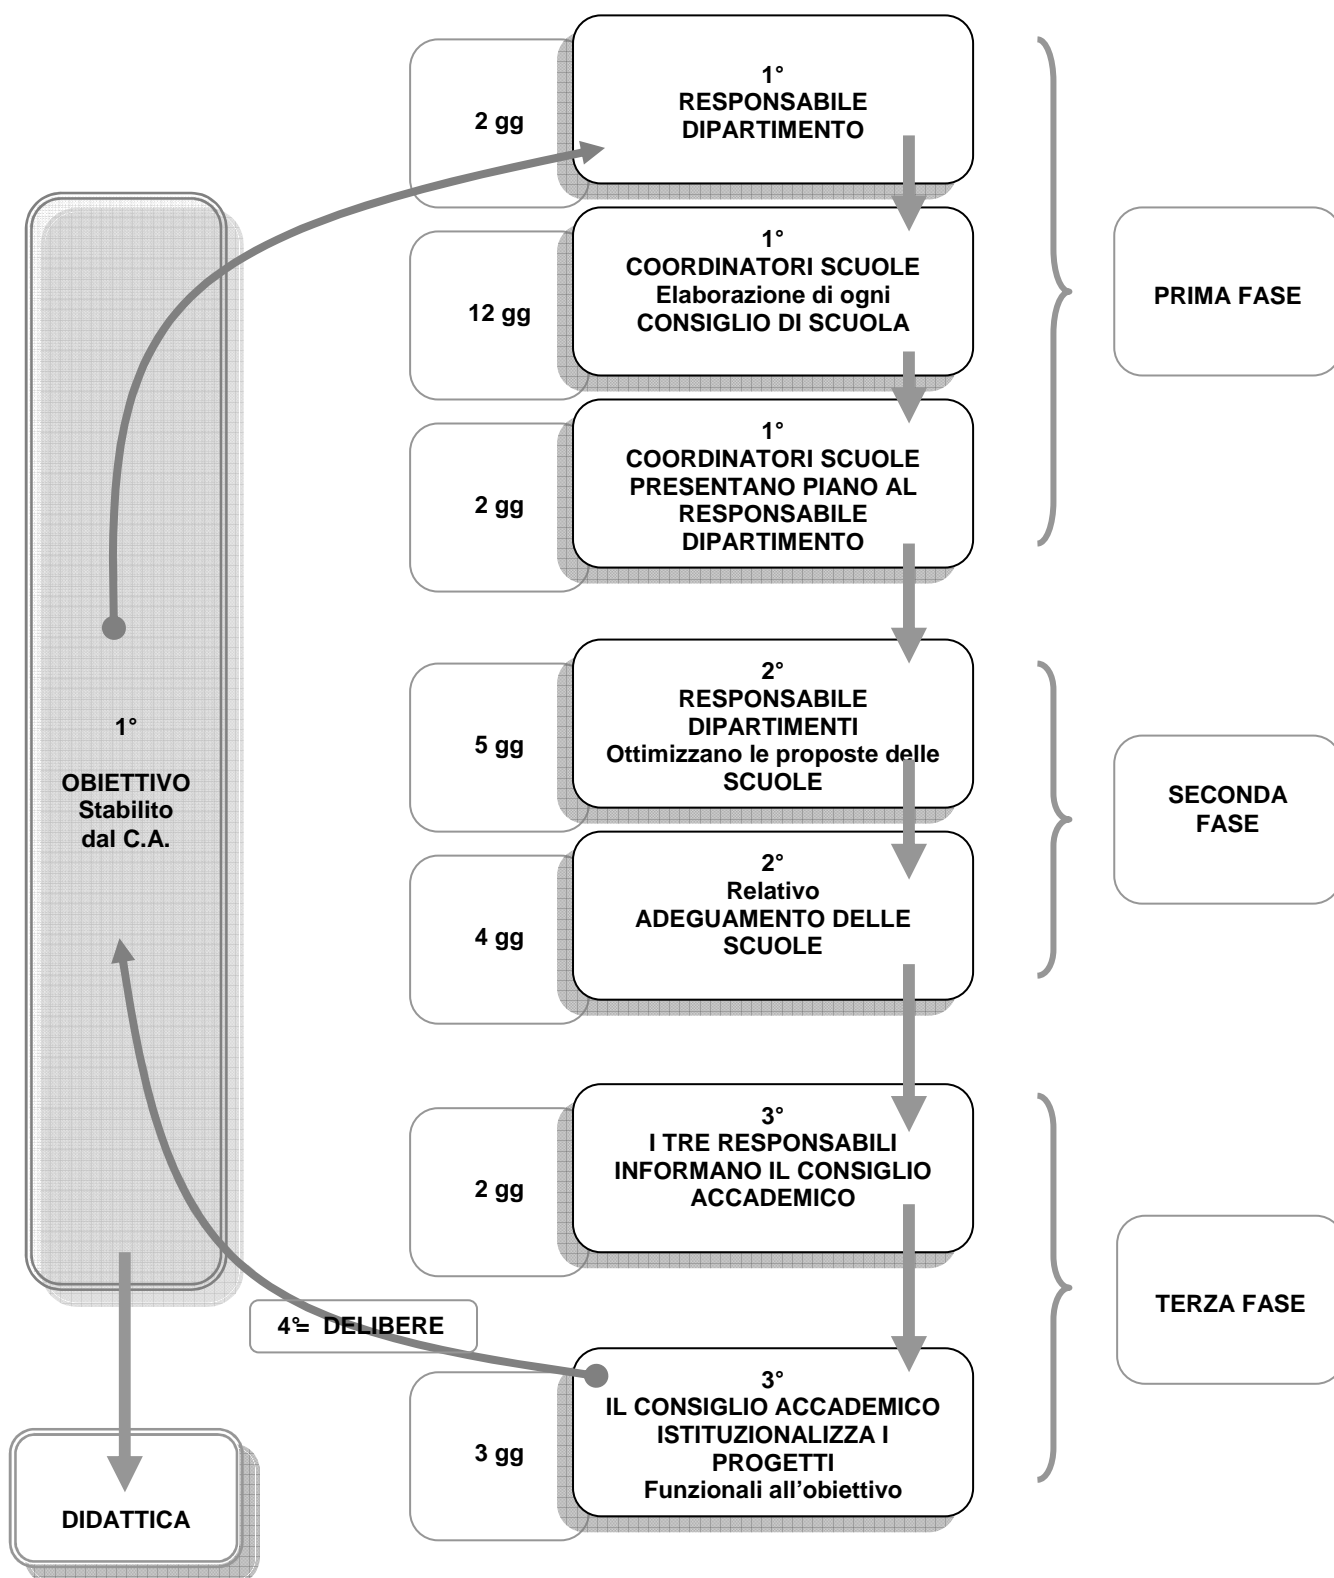 2 gg
1°
RESPONSABILE
DIPARTIMENTO
12 gg
1°
COORDINATORI SCUOLE
Elaborazione di ogni
CONSIGLIO DI SCUOLA
PRIMA FASE
2 gg
1°
COORDINATORI SCUOLE
PRESENTANO PIANO AL
RESPONSABILE
DIPARTIMENTO
1°
OBIETTIVO
Stabilito
dal C.A.
5 gg
2°
RESPONSABILE
DIPARTIMENTI
Ottimizzano le proposte delle
SCUOLE
SECONDA
FASE
4 gg
2°
Relativo
ADEGUAMENTO DELLE
SCUOLE
2 gg
3°
I TRE RESPONSABILI
INFORMANO IL CONSIGLIO
ACCADEMICO
TERZA FASE
4°= DELIBERE
3 gg
3°
IL CONSIGLIO ACCADEMICO
ISTITUZIONALIZZA I
PROGETTI
Funzionali all’obiettivo
DIDATTICA